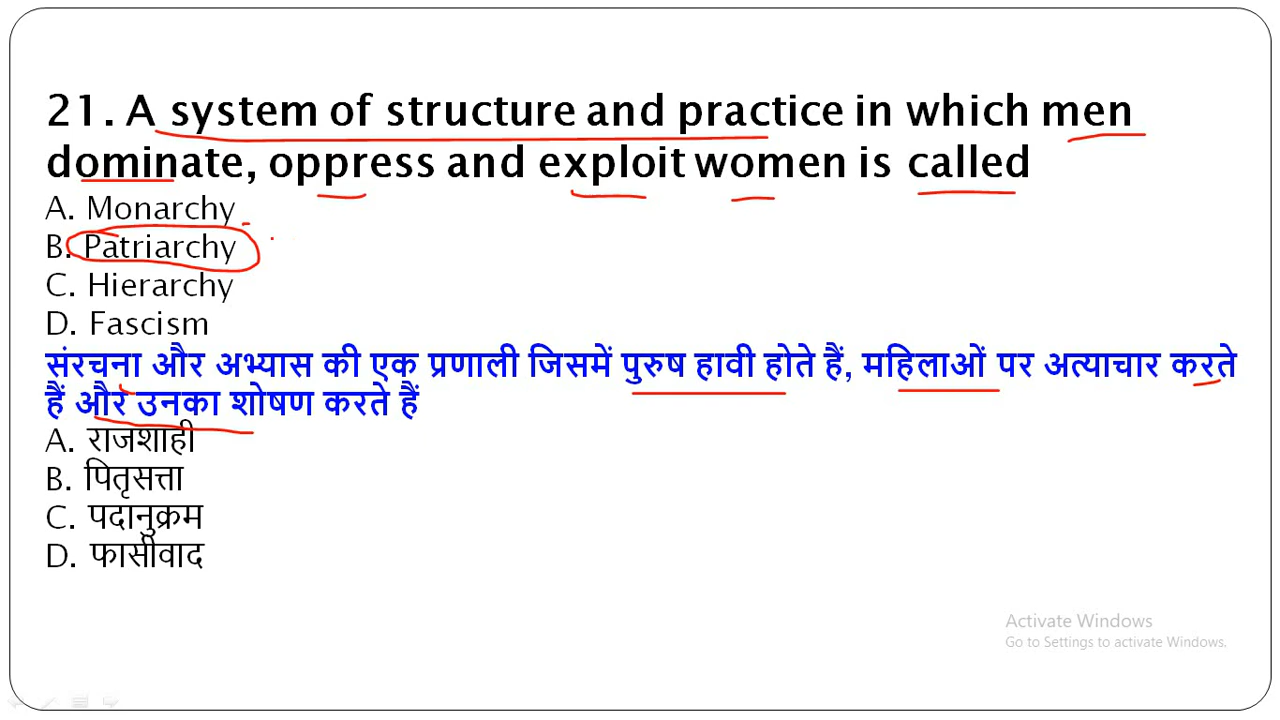 21. A system of structure and practice in which men
dominate, oppress and exploit women is called
A. Monarchy
B. Patriarchy
C. Hierarchy
D. Fascism
संरचना और अभ्यास की एक प्रणाली जिसमें पुरुष हावी होते हैं, महिलाओं पर अत्याचार करते
हैं और उनका शोषण करते हैं
A. राजशाही
B. पितृसत्ता
C. पदानुक्रम
D. फासीवाद
Activate Windows
Go to Settings to activate Windows.